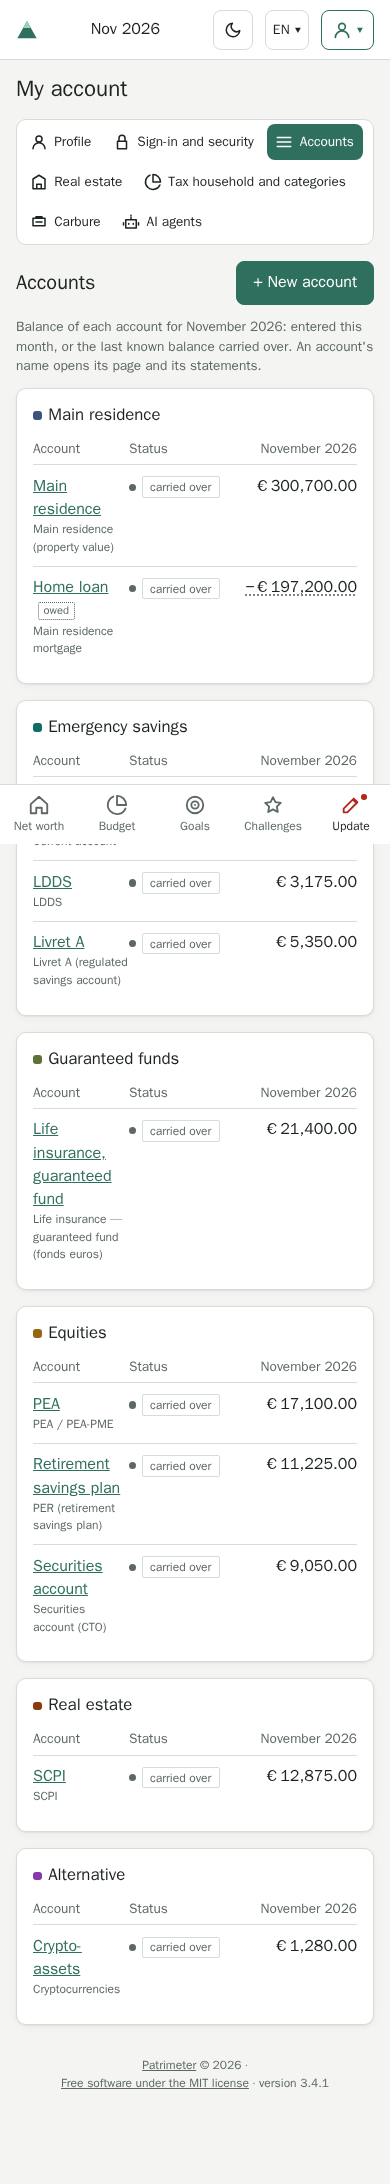 Nov 2026
EN ▾
▾
My account
Profile
Sign-in and security
Accounts
Real estate
Tax household and categories
Carbure
AI agents
Accounts
+ New account
Balance of each account for November 2026: entered this
month, or the last known balance carried over. An account's
name opens its page and its statements.
Main residence
Account Status November 2026
Main
residence
carried over
€ 300,700.00
Main residence
(property value)
Home loan
owed
carried over
−€ 197,200.00
Main residence
mortgage
Emergency savings
Account Status November 2026
Net worth
Budget
Goals
Challenges
Update
LDDS
carried over
€ 3,175.00
LDDS
Livret A
carried over
€ 5,350.00
Livret A (regulated
savings account)
Guaranteed funds
Account Status November 2026
Life
insurance,
guaranteed
fund
carried over
€ 21,400.00
Life insurance —
guaranteed fund
(fonds euros)
Equities
Account Status November 2026
PEA
carried over
€ 17,100.00
PEA / PEA-PME
Retirement
savings plan
carried over
€ 11,225.00
PER (retirement
savings plan)
Securities
account
carried over
€ 9,050.00
Securities
account (CTO)
Real estate
Account Status November 2026
SCPI
carried over
€ 12,875.00
SCPI
Alternative
Account Status November 2026
Crypto-
assets
carried over
€ 1,280.00
Cryptocurrencies
Patrimeter © 2026 ·
Free software under the MIT license · version 3.4.1